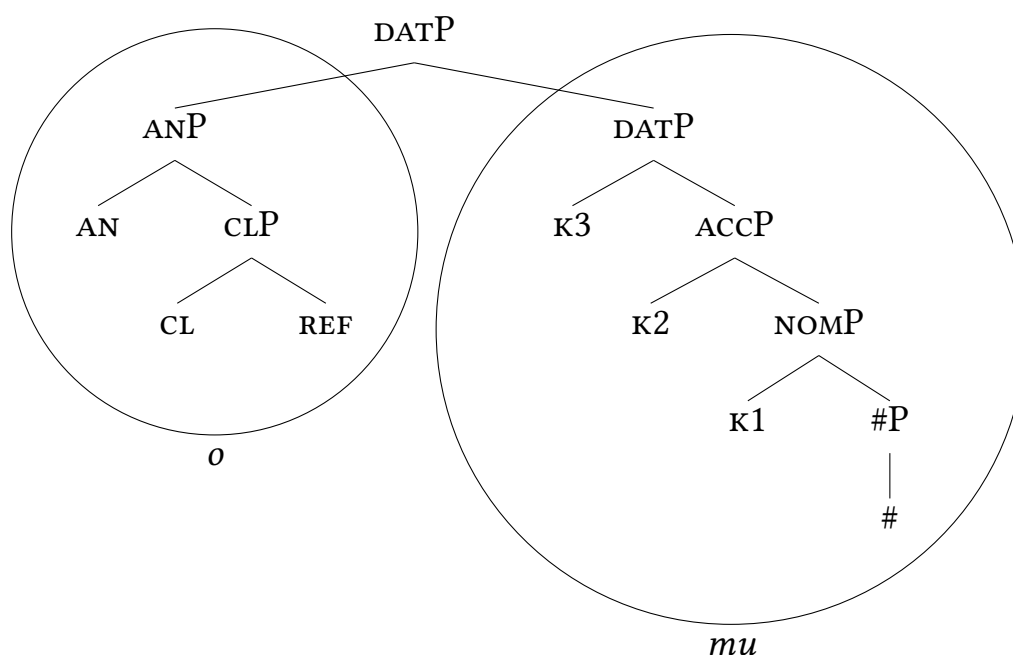 DATP
ANP DATP
AN CLP K3 ACCP
CL REF K2 NOMP
K1 #P
o
#
mu